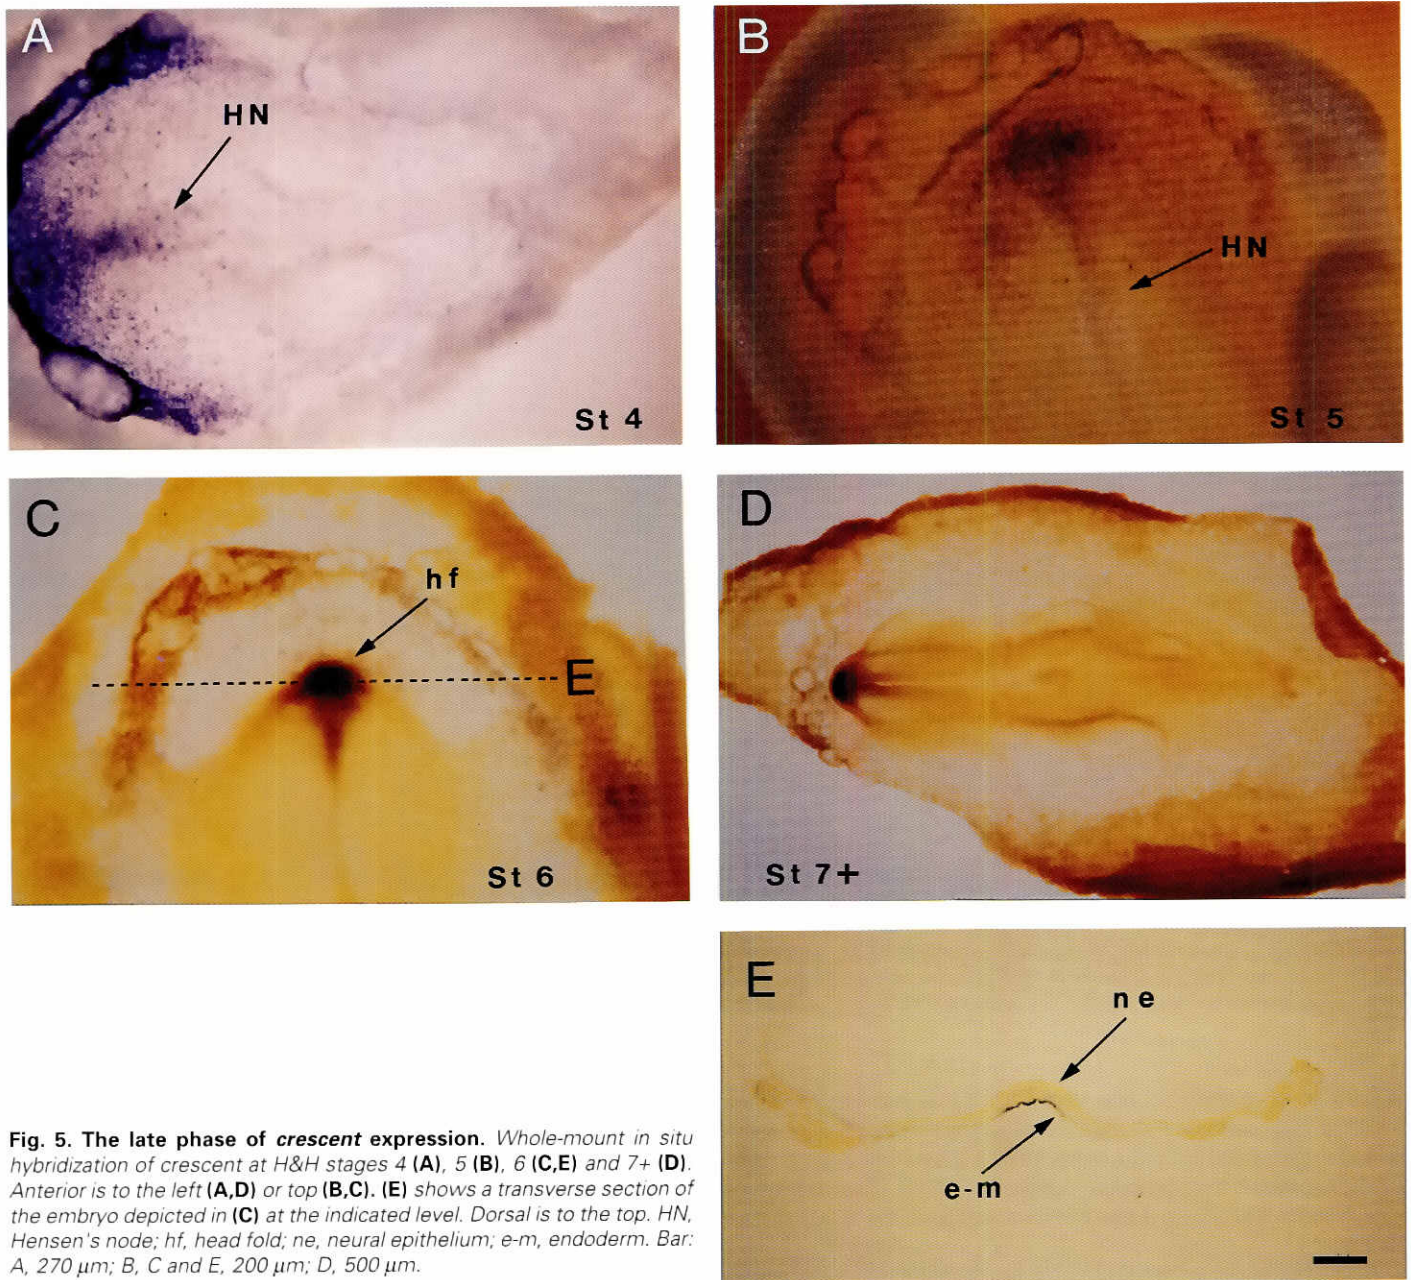 A
HN
St 4
B
HN
St 5
C
hf
E
St 6
D
St 7+
E
ne
e-m
Fig. 5. The late phase of crescent expression. Whole-mount in situ
hybridization of crescent at H&H stages 4 (A), 5 (B), 6 (C,E) and 7+ (D).
Anterior is to the left (A,D) or top (B,C). (E) shows a transverse section of
the embryo depicted in (C) at the indicated level. Dorsal is to the top. HN,
Hensen's node; hf, head fold; ne, neural epithelium; e-m, endoderm. Bar:
A, 270 µm; B, C and E, 200 µm; D, 500 µm.